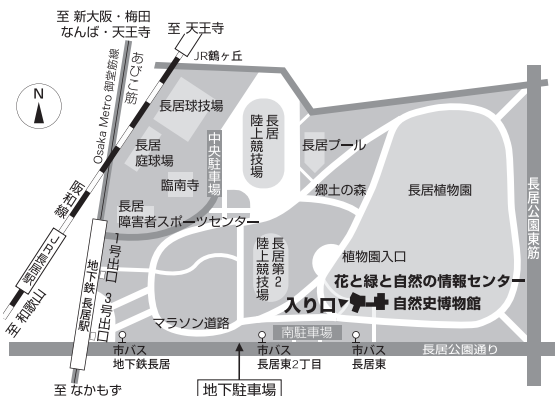 至 新大阪・梅田
なんば・天王寺
至 天王寺
JR鶴ヶ丘
あびこ筋
Osaka Metro 御堂筋線
N
長居球技場
長居
庭球場
中央駐車場
長居
陸上競技場
長居プール
臨南寺
郷土の森
長居植物園
長居
障害者スポーツセンター
阪和線
JR長居駅
至 和歌山
1号出口
地下鉄 長居駅
3号出口
長居第2
陸上競技場
植物園入口
花と緑と自然の情報センター
入り口
自然史博物館
マラソン道路
南駐車場
長居公園東筋
長居公園通り
市バス
地下鉄長居
市バス
長居東2丁目
市バス
長居東
至 なかもず
地下駐車場